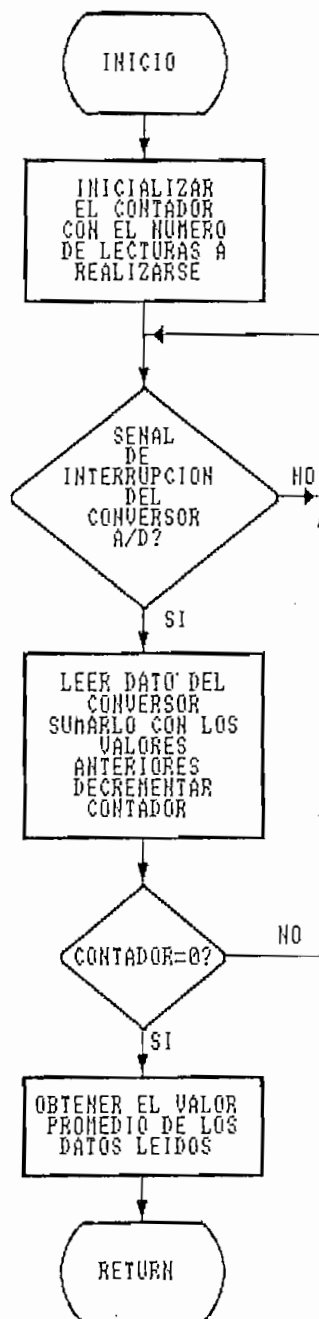 INICIO
INICIALIZAR
EL CONTADOR
CON EL NUMERO
DE LECTURAS A
REALIZARSE
SENAL
DE
INTERRUPCION
DEL
CONVERSOR
A/D?
NO
SI
LEER DATO DEL
CONVERSOR
SUMARLO CON LOS
VALORES
ANTERIORES
DECREMENTAR
CONTADOR
CONTADOR=0?
NO
SI
OBTENER EL VALOR
PROMEDIO DE LOS
DATOS LEIDOS
RETURN